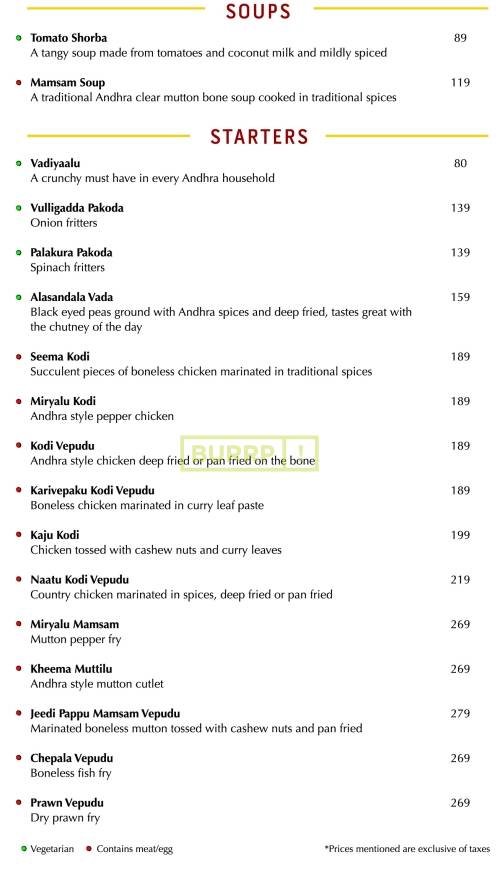 SOUPS
Tomato Shorba 89
A tangy soup made from tomatoes and coconut milk and mildly spiced
Mamsam Soup 119
A traditional Andhra clear mutton bone soup cooked in traditional spices
STARTERS
Vadiyaalu 80
A crunchy must have in every Andhra household
Vulligadda Pakoda 139
Onion fritters
Palakura Pakoda 139
Spinach fritters
Alasandala Vada 159
Black eyed peas ground with Andhra spices and deep fried, tastes great with
the chutney of the day
Seema Kodi 189
Succulent pieces of boneless chicken marinated in traditional spices
Miryalu Kodi 189
Andhra style pepper chicken
Kodi Vepudu 189
BURRP!
Andhra style chicken deep fried or pan fried on the bone
Karivepaku Kodi Vepudu 189
Boneless chicken marinated in curry leaf paste
Kaju Kodi 199
Chicken tossed with cashew nuts and curry leaves
Naatu Kodi Vepudu 219
Country chicken marinated in spices, deep fried or pan fried
Miryalu Mamsam 269
Mutton pepper fry
Kheema Muttilu 269
Andhra style mutton cutlet
Jeedi Pappu Mamsam Vepudu 279
Marinated boneless mutton tossed with cashew nuts and pan fried
Chepala Vepudu 269
Boneless fish fry
Prawn Vepudu 269
Dry prawn fry
Vegetarian Contains meat/egg *Prices mentioned are exclusive of taxes